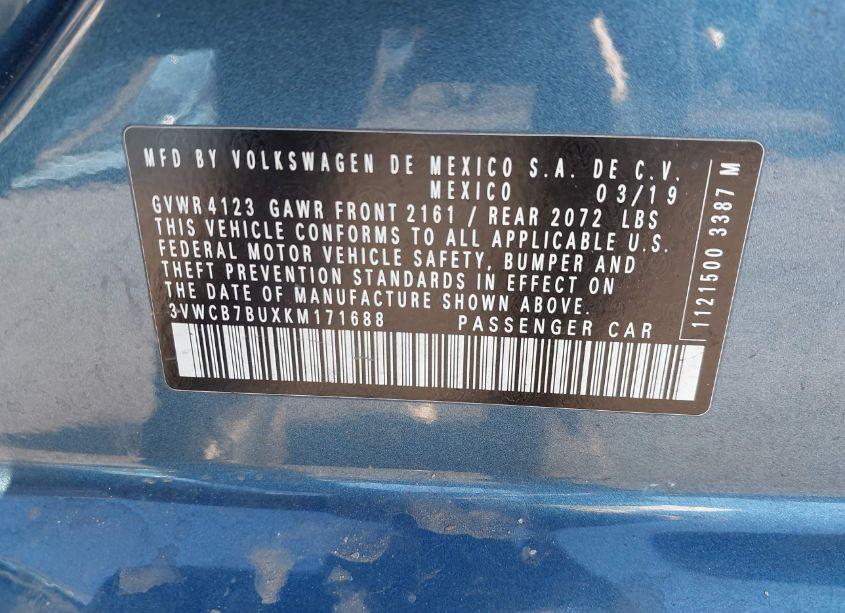 MFD BY VOLKSWAGEN DE MEXICO S.A. DE C.V.
MEXICO 03/19
GVWR 4123 GAWR FRONT 2161 / REAR 2072 LBS
THIS VEHICLE CONFORMS TO ALL APPLICABLE U.S.
FEDERAL MOTOR VEHICLE SAFETY, BUMPER AND
THEFT PREVENTION STANDARDS IN EFFECT ON
THE DATE OF MANUFACTURE SHOWN ABOVE.
3VWCB7BUXKM171688 PASSENGER CAR
1121500 3387 M